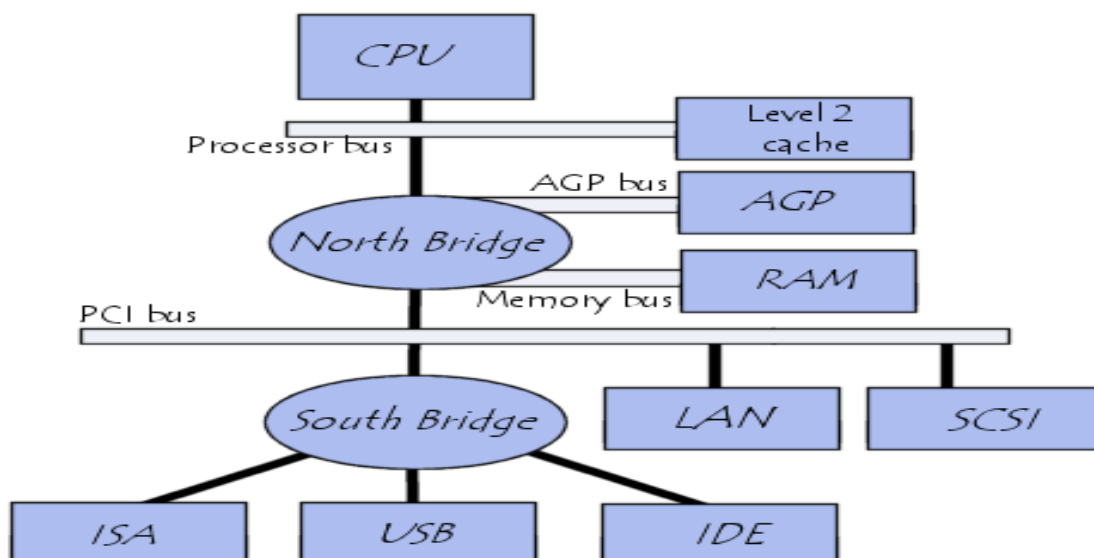 CPU
Level 2
cache
Processor bus
AGP bus
AGP
North Bridge
RAM
Memory bus
PCI bus
LAN
SCSI
South Bridge
ISA
USB
IDE